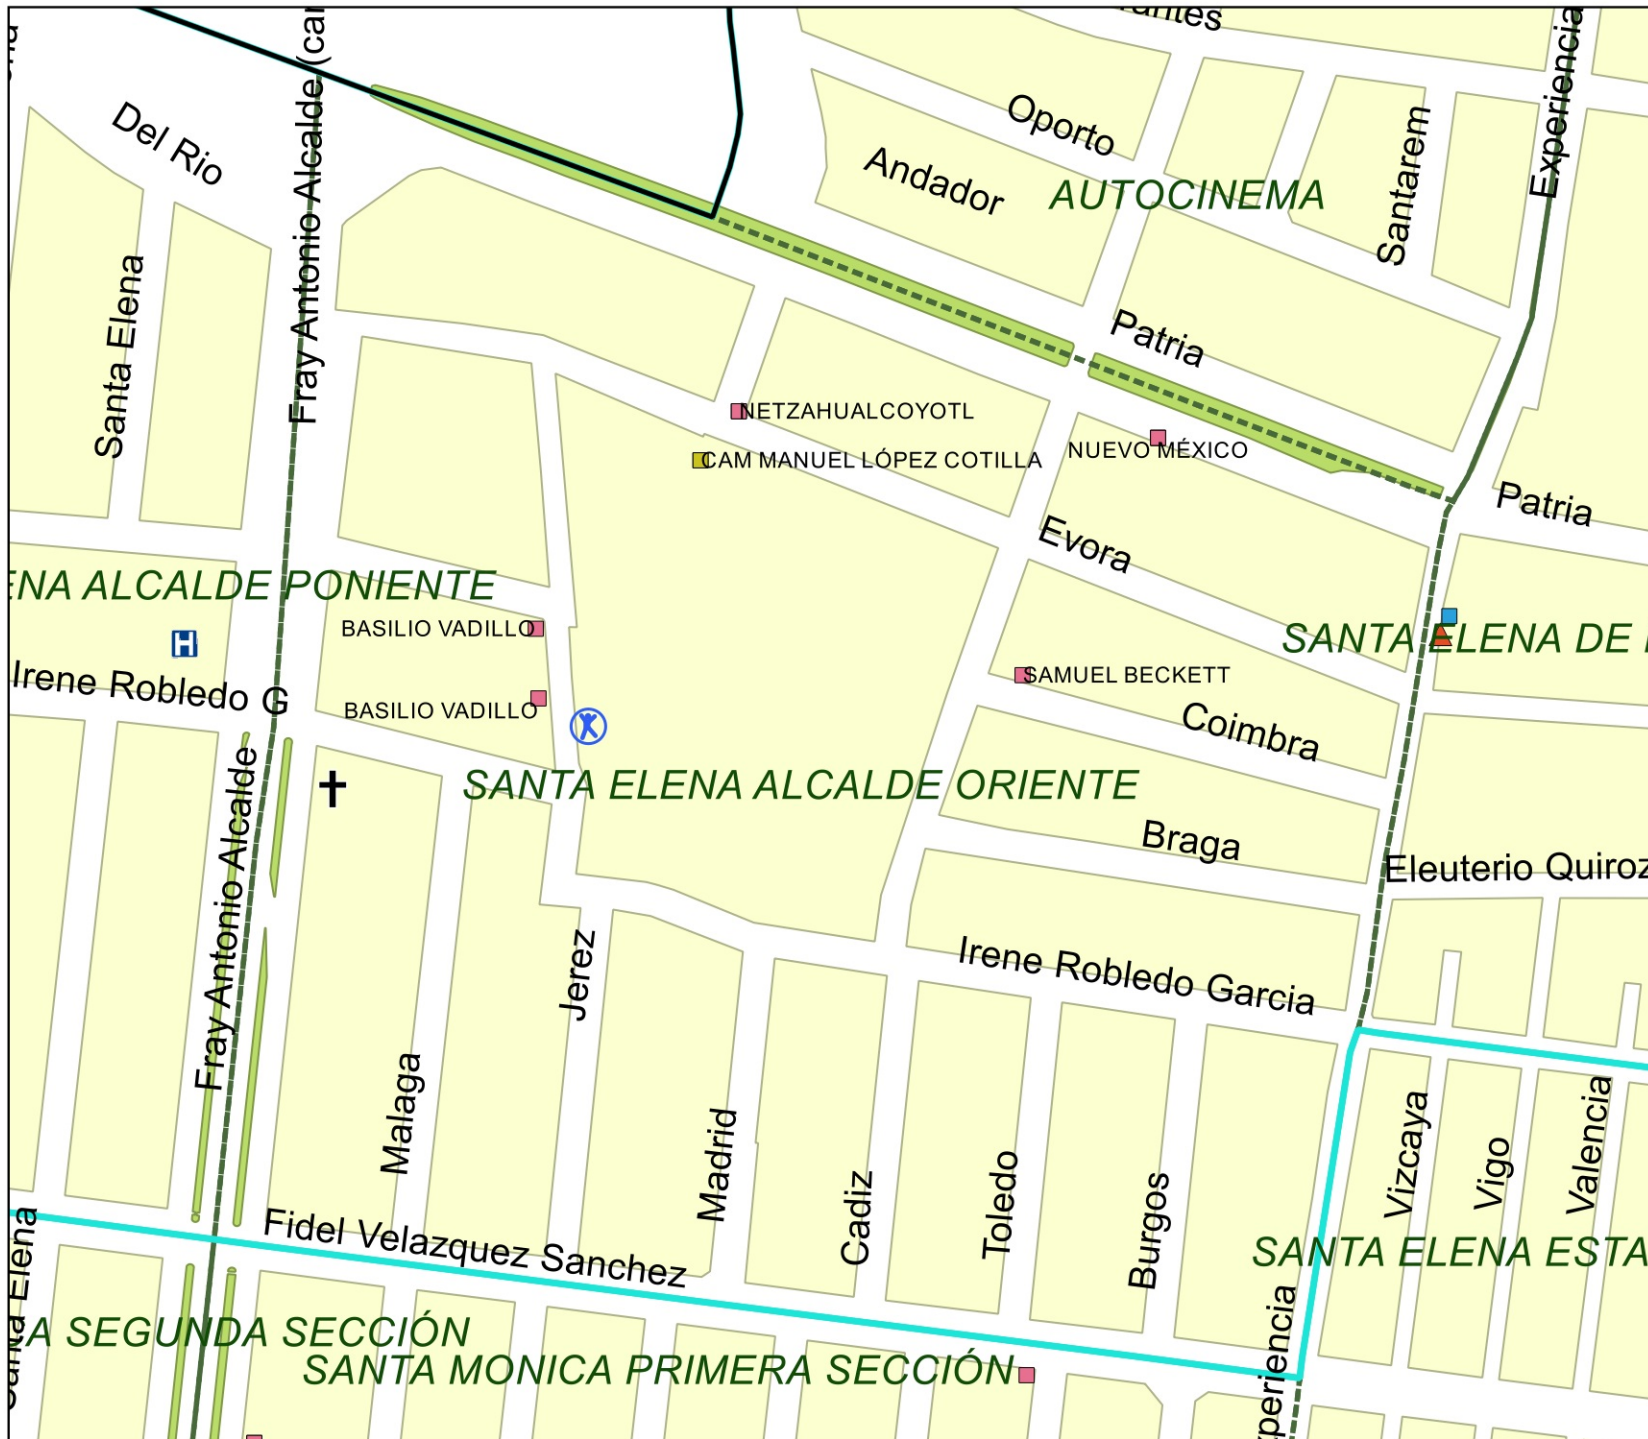 Oporto
Del Rio
Fray Antonio Alcalde (car
Experiencia
Santarem
Andador
AUTOCINEMA
Santa Elena
Patria
NETZAHUALCOYOTL
NUEVO MÉXICO
CAM MANUEL LÓPEZ COTILLA
Patria
Evora
ENA ALCALDE PONIENTE
H
BASILIO VADILLO
SANTA ELENA DE
SAMUEL BECKETT
Irene Robledo G
BASILIO VADILLO
Coimbra
SANTA ELENA ALCALDE ORIENTE
Braga
Eleuterio Quiroz
Fray Antonio Alcalde
Jerez
Irene Robledo Garcia
Malaga
Madrid
Cadiz
Toledo
Burgos
Vizcaya
Vigo
Valencia
Fidel Velazquez Sanchez
SANTA ELENA ESTA
Santa Elena
A SEGUNDA SECCIÓN
SANTA MONICA PRIMERA SECCIÓN
periencia